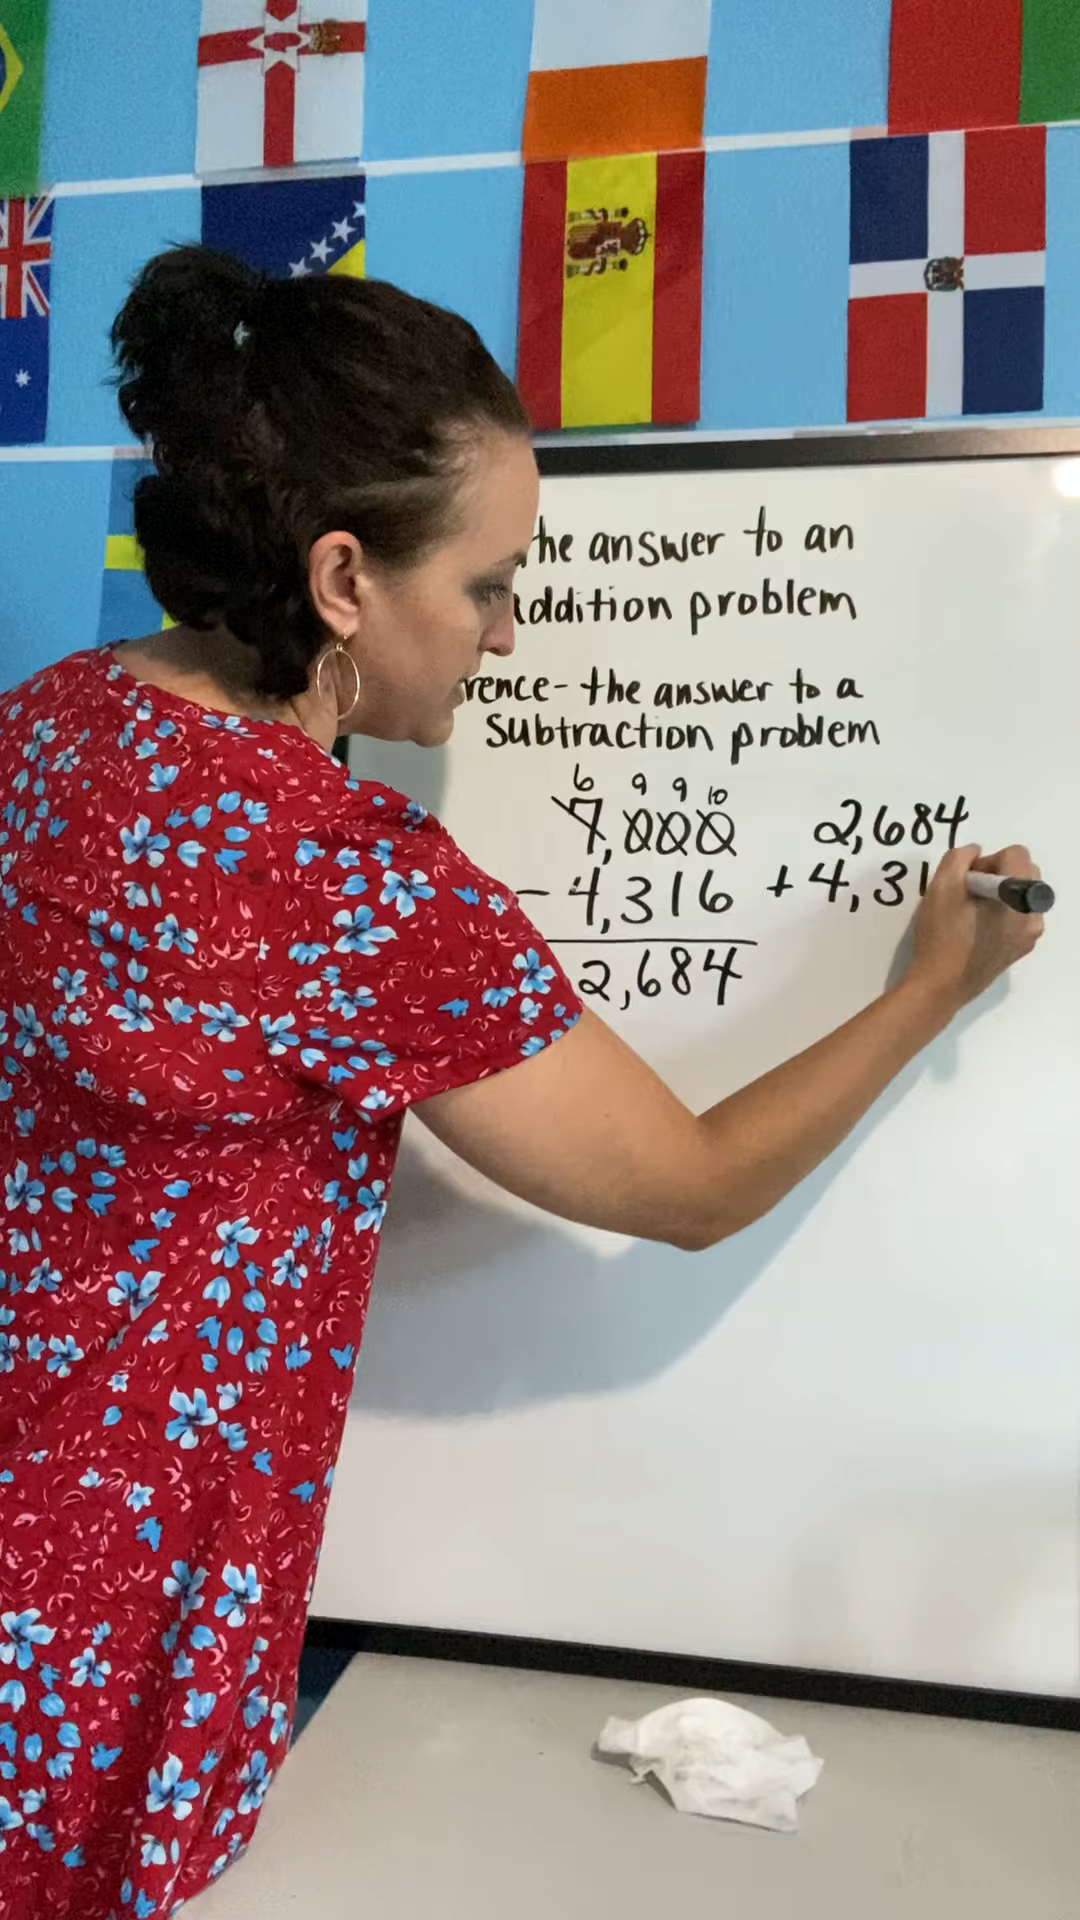 the answer to an
addition problem
rence - the answer to a
subtraction problem
6 9 9 10
7,000 2,684
- 4,316 + 4,31
2,684